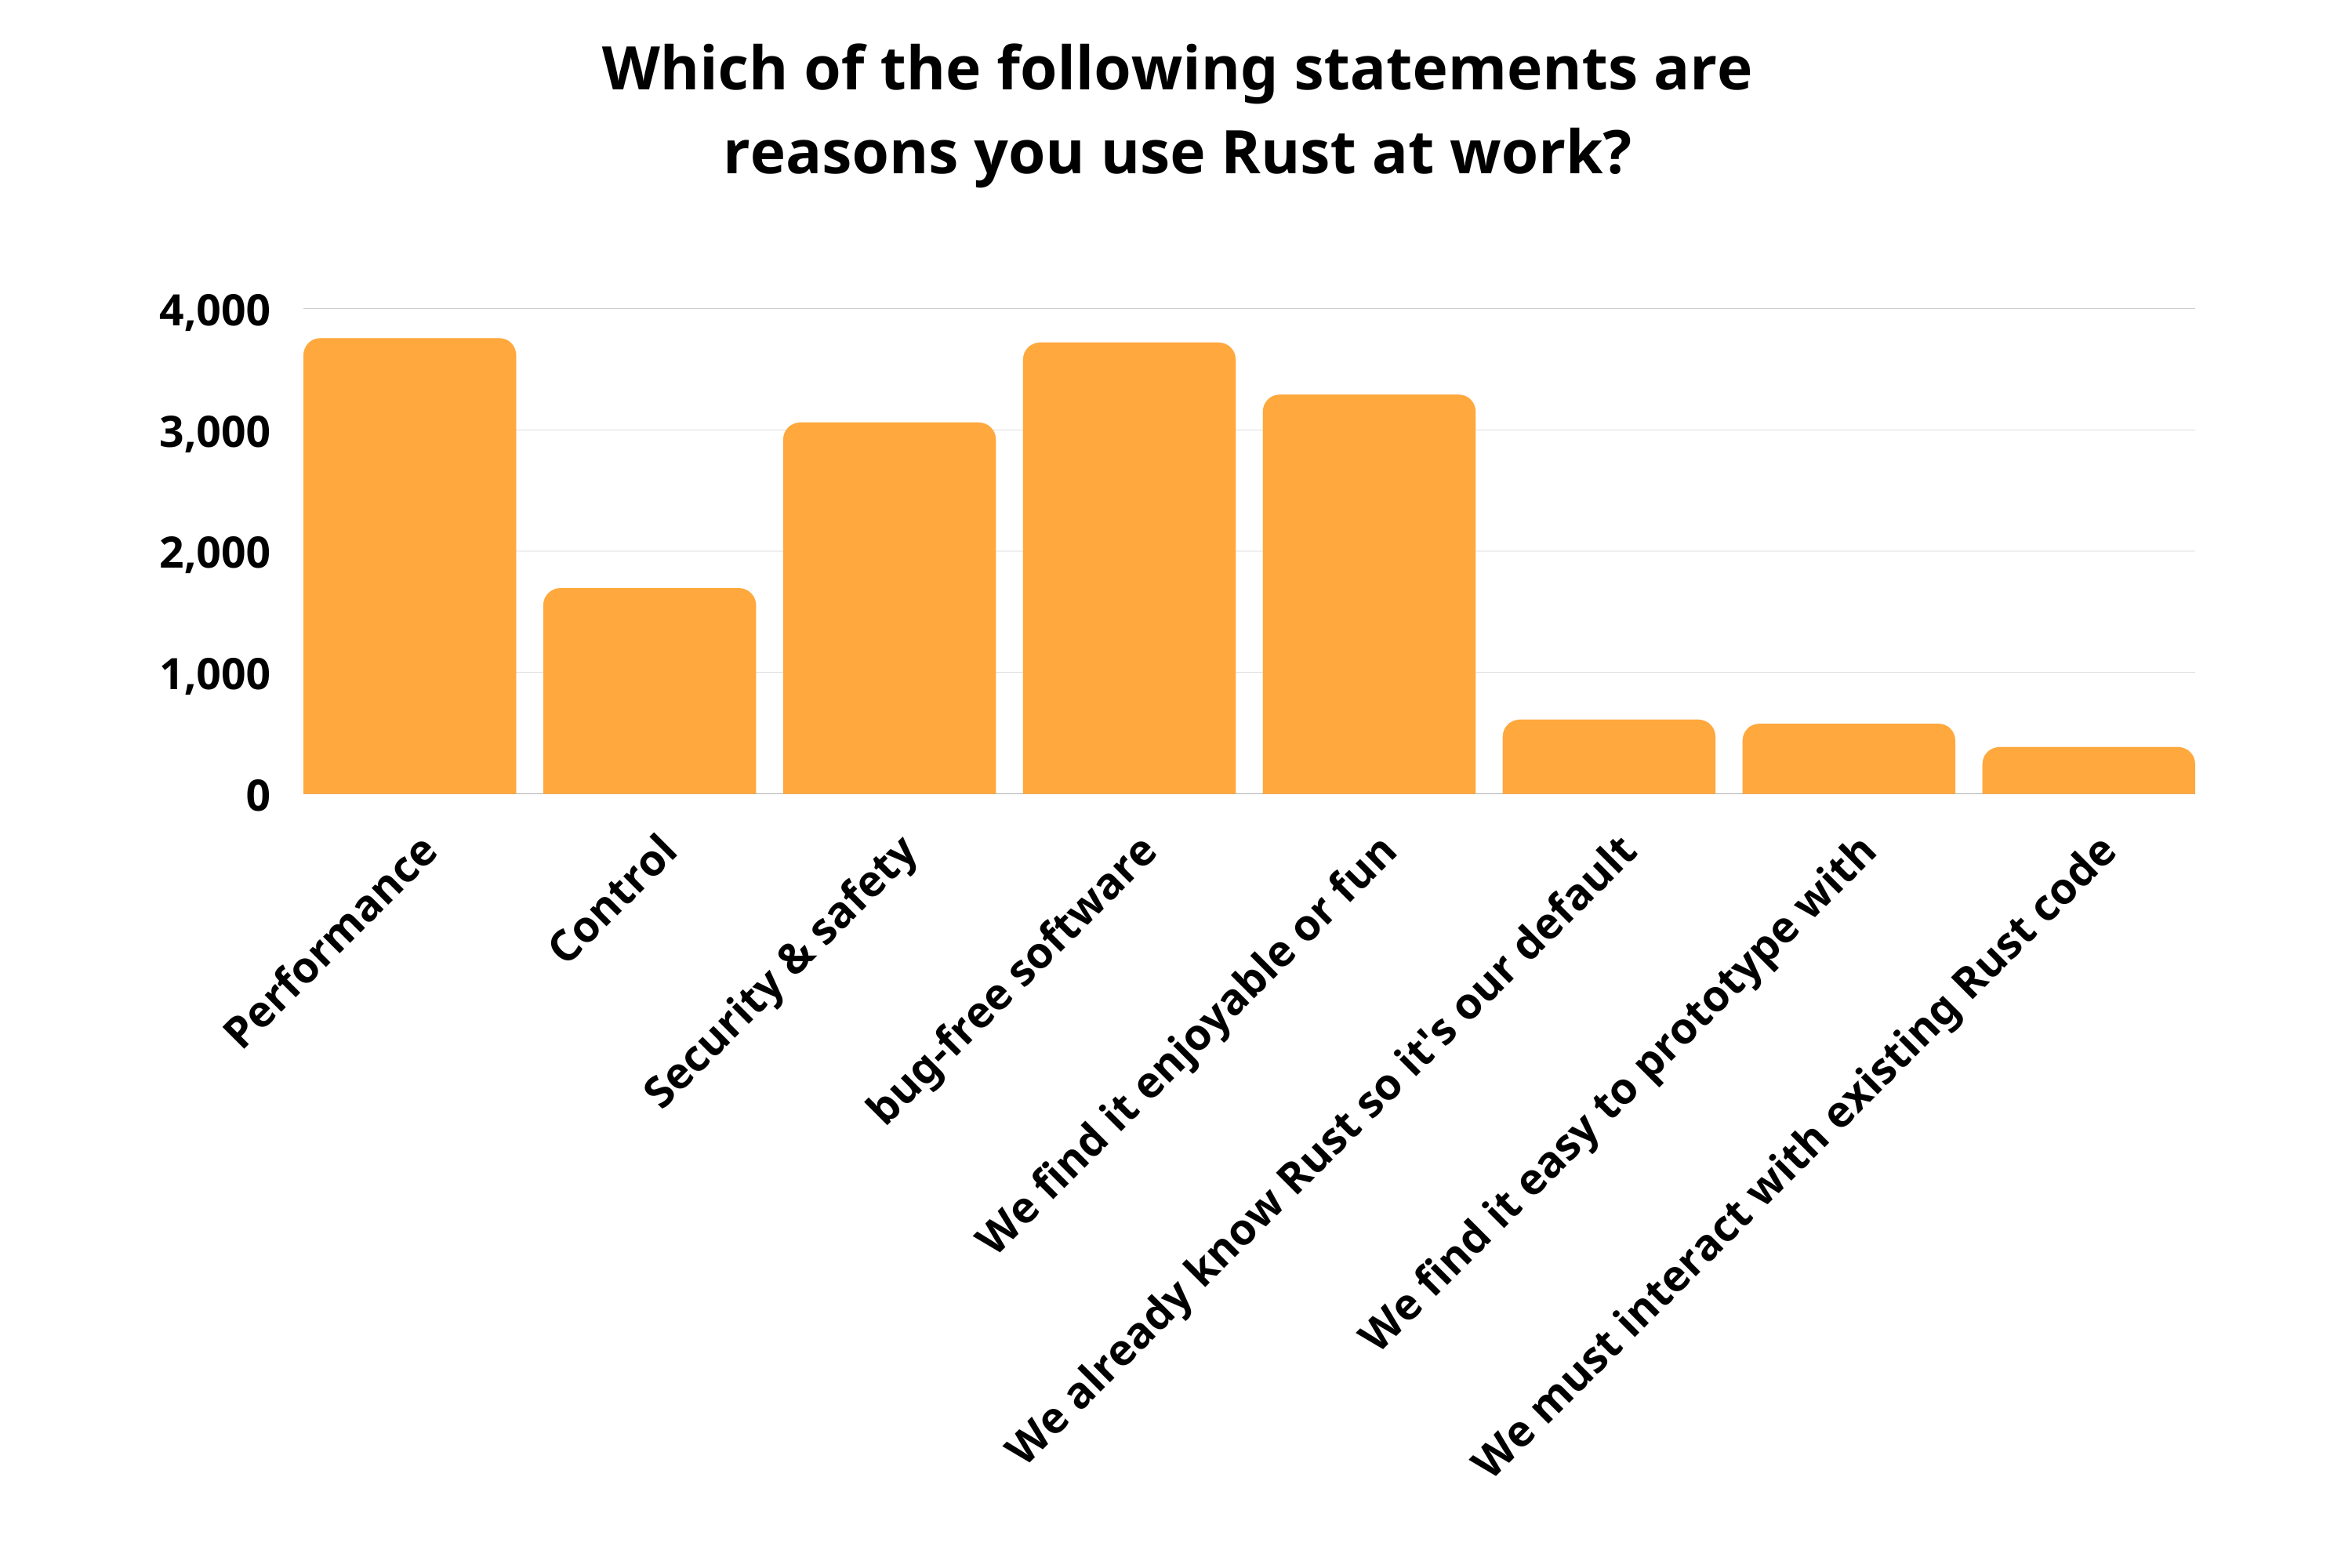 Which of the following statements are
reasons you use Rust at work?
4,000
3,000
2,000
1,000
0
Performance
Control
Security & safety
bug-free software
We find it enjoyable or fun
We already know Rust so it's our default
We find it easy to prototype with
We must interact with existing Rust code